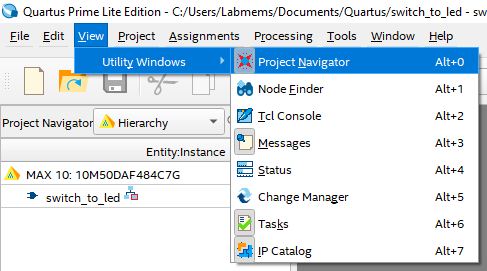 Quartus Prime Lite Edition - C:/Users/Labmems/Documents/Quartus/switch_to_led - sw
File Edit View Project Assignments Processing Tools Window Help
Utility Windows
Project Navigator Alt+0
Node Finder Alt+1
Tcl Console Alt+2
Messages Alt+3
Status Alt+4
Change Manager Alt+5
Tasks Alt+6
IP Catalog Alt+7
Project Navigator Hierarchy
Entity:Instance
MAX 10: 10M50DAF484C7G
switch_to_led